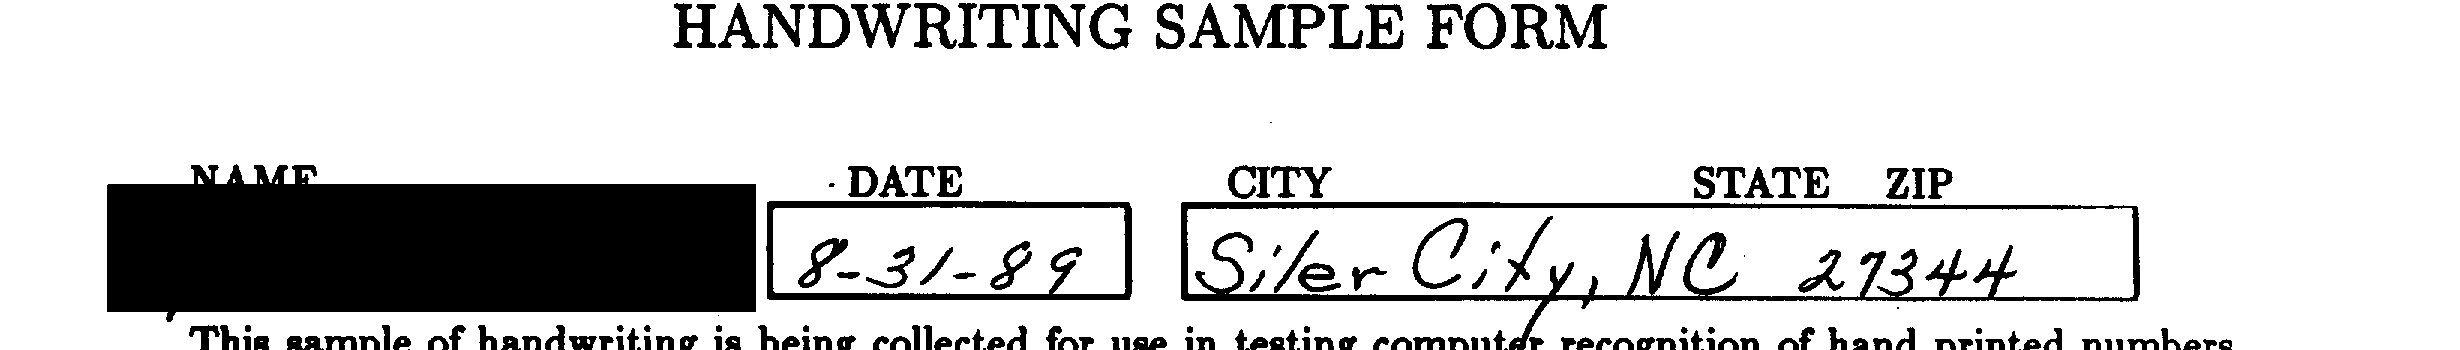 HANDWRITING SAMPLE FORM
NAME DATE CITY STATE ZIP
8-31-89 Siler City, NC 27344
This sample of handwriting is being collected for use in testing computer recognition of hand printed numbers